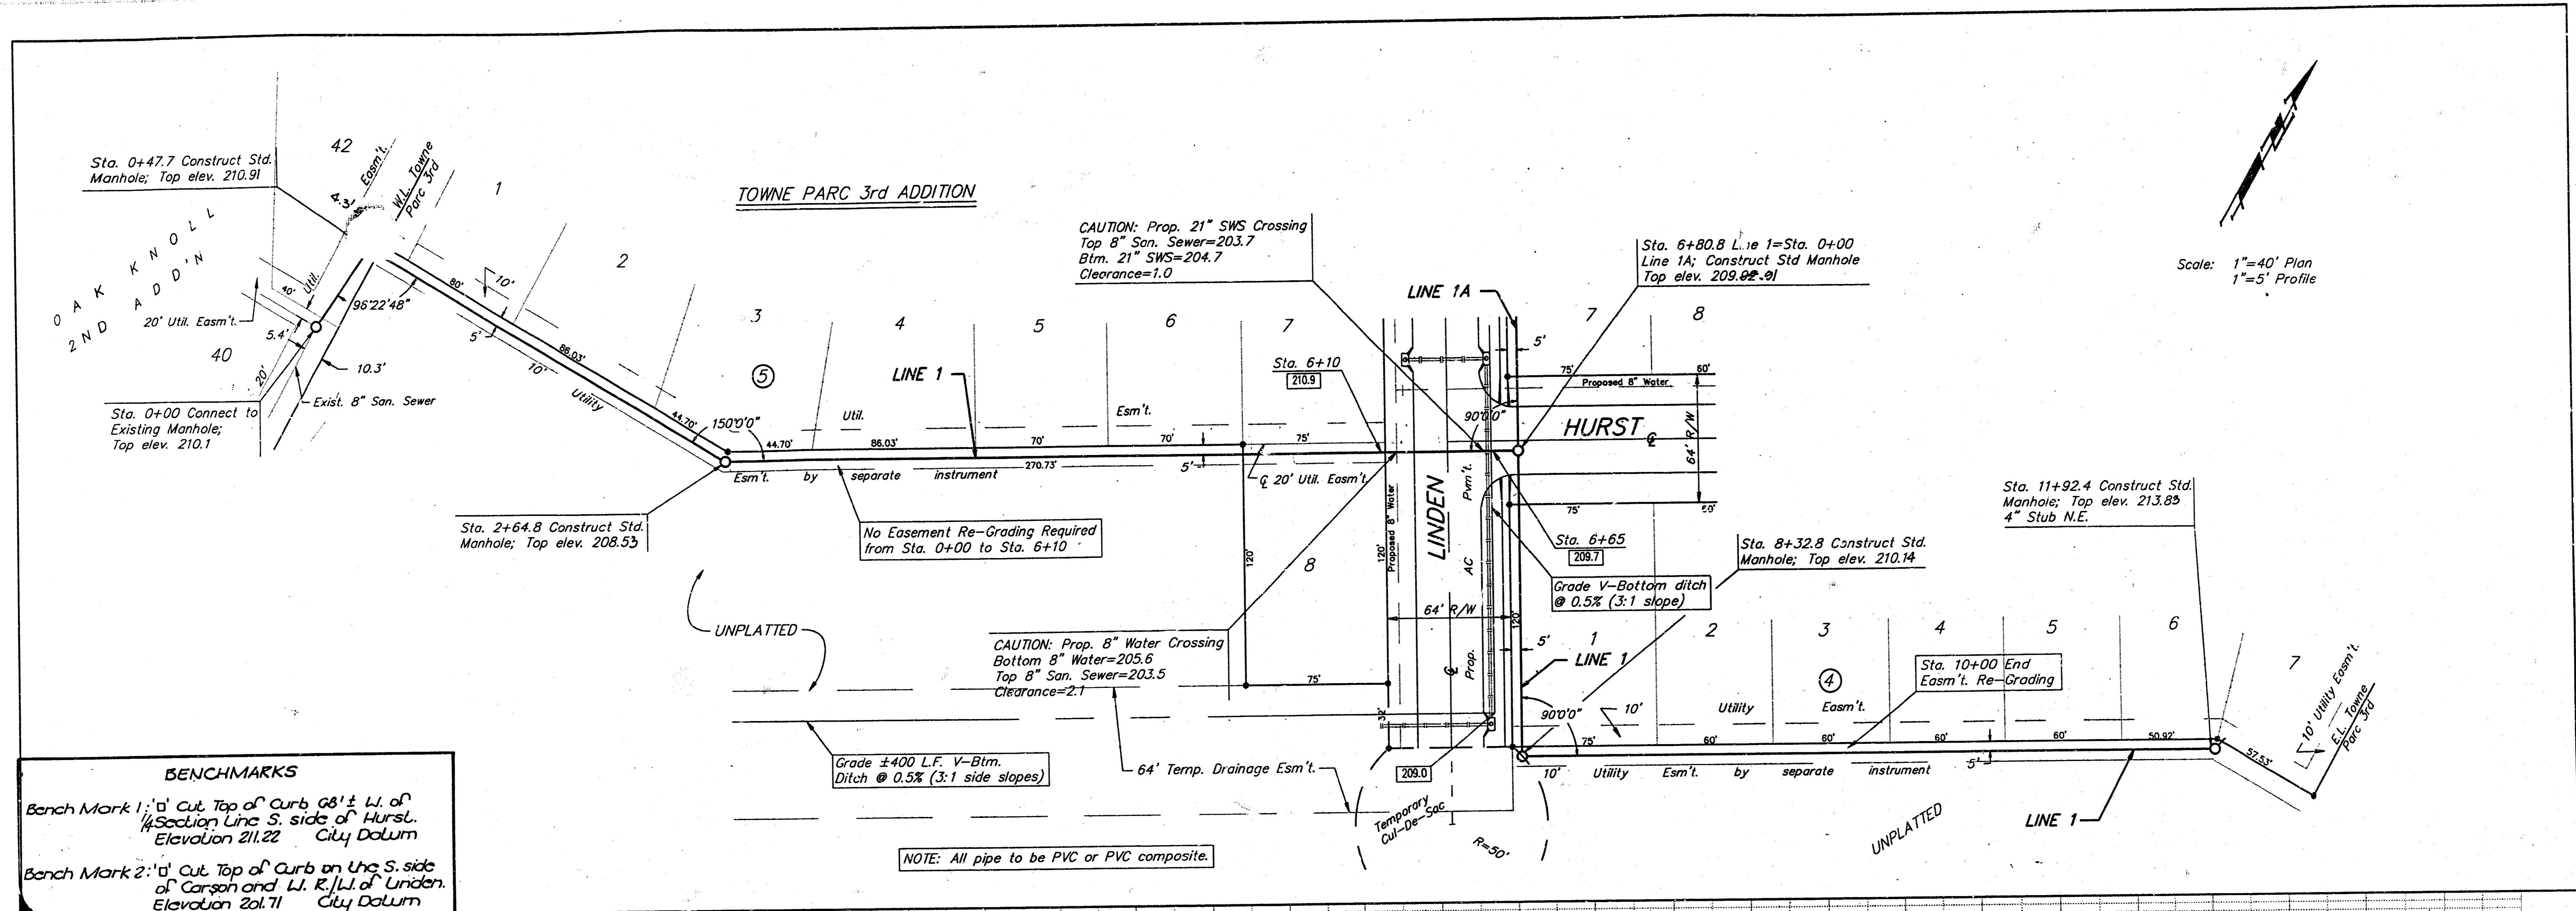 TOWNE PARC 3rd ADDITION
Sta. 0+47.7 Construct Std.
Manhole; Top elev. 210.91
42
4.3'
Easm't.
W.L. Towne
Parc 3rd
OAK KNOLL
2ND ADD'N
20' Util. Easm't.
40'
Util.
5.4'
40
20'
96°22'48"
10.3'
Exist. 8" San. Sewer
Sta. 0+00 Connect to
Existing Manhole;
Top elev. 210.1
1
2
3
4
5
6
7
80'
10'
5'
86.03'
10'
Utility
44.70'
150°0'0"
5
LINE 1
Util.
Esm't.
44.70'
86.03'
70'
70'
75'
270.73'
5'
Esm't. by separate instrument
℄ 20' Util. Easm't.
Sta. 2+64.8 Construct Std.
Manhole; Top elev. 208.53
No Easement Re-Grading Required
from Sta. 0+00 to Sta. 6+10
CAUTION: Prop. 21" SWS Crossing
Top 8" San. Sewer=203.7
Btm. 21" SWS=204.7
Clearance=1.0
Sta. 6+10
210.9
LINE 1A
Sta. 6+80.8 Line 1=Sta. 0+00
Line 1A; Construct Std Manhole
Top elev. 209.92.91
7
8
5'
75'
60'
Proposed 8" Water
90°0'0"
HURST ℄
64' R/W
75'
60'
Scale: 1"=40' Plan
1"=5' Profile
LINDEN
Pvm't.
AC
Prop.
Proposed 8" Water
120'
120'
8
64' R/W
℄
120'
Sta. 6+65
209.7
Grade V-Bottom ditch
@ 0.5% (3:1 slope)
Sta. 8+32.8 Construct Std.
Manhole; Top elev. 210.14
Sta. 11+92.4 Construct Std.
Manhole; Top elev. 213.83
4" Stub N.E.
UNPLATTED
CAUTION: Prop. 8" Water Crossing
Bottom 8" Water=205.6
Top 8" San. Sewer=203.5
Clearance=2.1
75'
32'
5'
1
2
3
4
5
6
7
LINE 1
4
Sta. 10+00 End
Easm't. Re-Grading
90°0'0"
10'
Utility
Easm't.
75'
60'
60'
60'
60'
50.92'
57.53'
10' Utility Easm't.
E.L. Towne
Parc 3rd
10' Utility Esm't. by separate instrument
5'
LINE 1
UNPLATTED
Grade ±400 L.F. V-Btm.
Ditch @ 0.5% (3:1 side slopes)
64' Temp. Drainage Esm't.
209.0
Temporary
Cul-De-Sac
R=50'
NOTE: All pipe to be PVC or PVC composite.
BENCHMARKS
Bench Mark 1: '□' Cut Top of Curb 68'± W. of
1/4 Section Line S. side of Hurst.
Elevation 211.22 City Datum
Bench Mark 2: '□' Cut Top of Curb on the S. side
of Carson and W. R./W. of Linden.
Elevation 201.71 City Datum